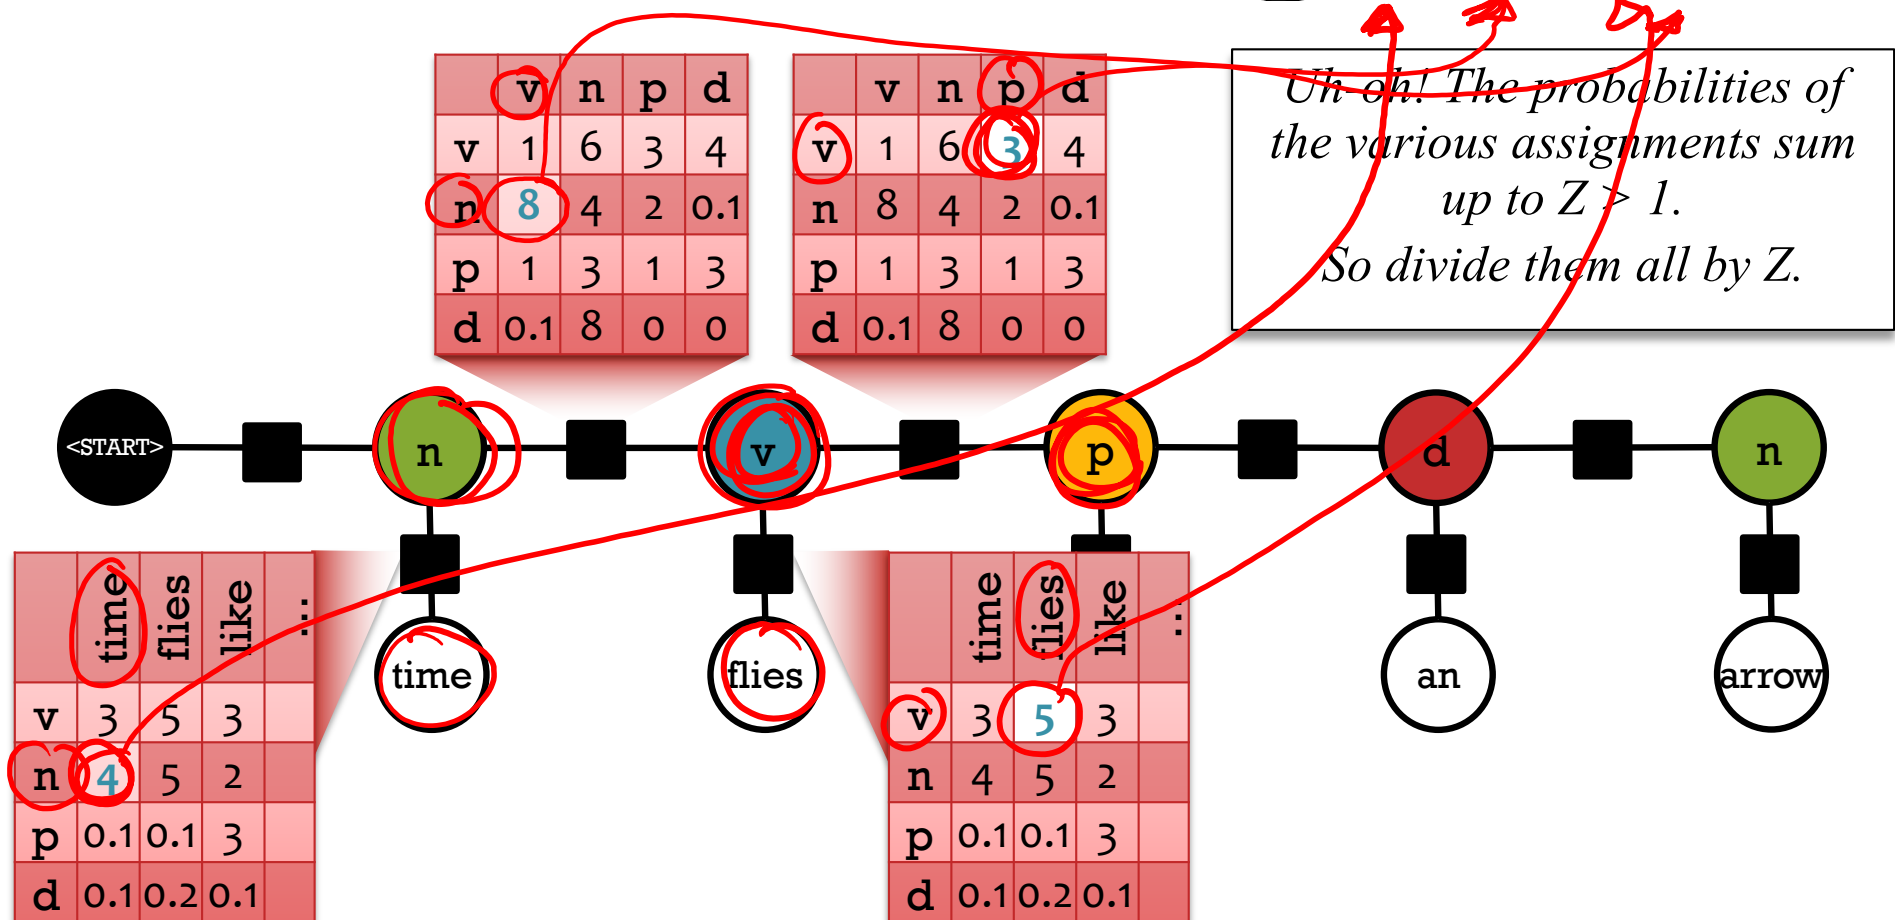 v n p d
v 1 6 3 4
n 8 4 2 0.1
p 1 3 1 3
d 0.1 8 0 0
v n p d
v 1 6 3 4
n 8 4 2 0.1
p 1 3 1 3
d 0.1 8 0 0
Uh-oh! The probabilities of
the various assignments sum
up to Z > 1.
So divide them all by Z.
<START> n v p d n
time flies like ...
v 3 5 3
n 4 5 2
p 0.1 0.1 3
d 0.1 0.2 0.1
time flies
time flies like ...
v 3 5 3
n 4 5 2
p 0.1 0.1 3
d 0.1 0.2 0.1
an arrow